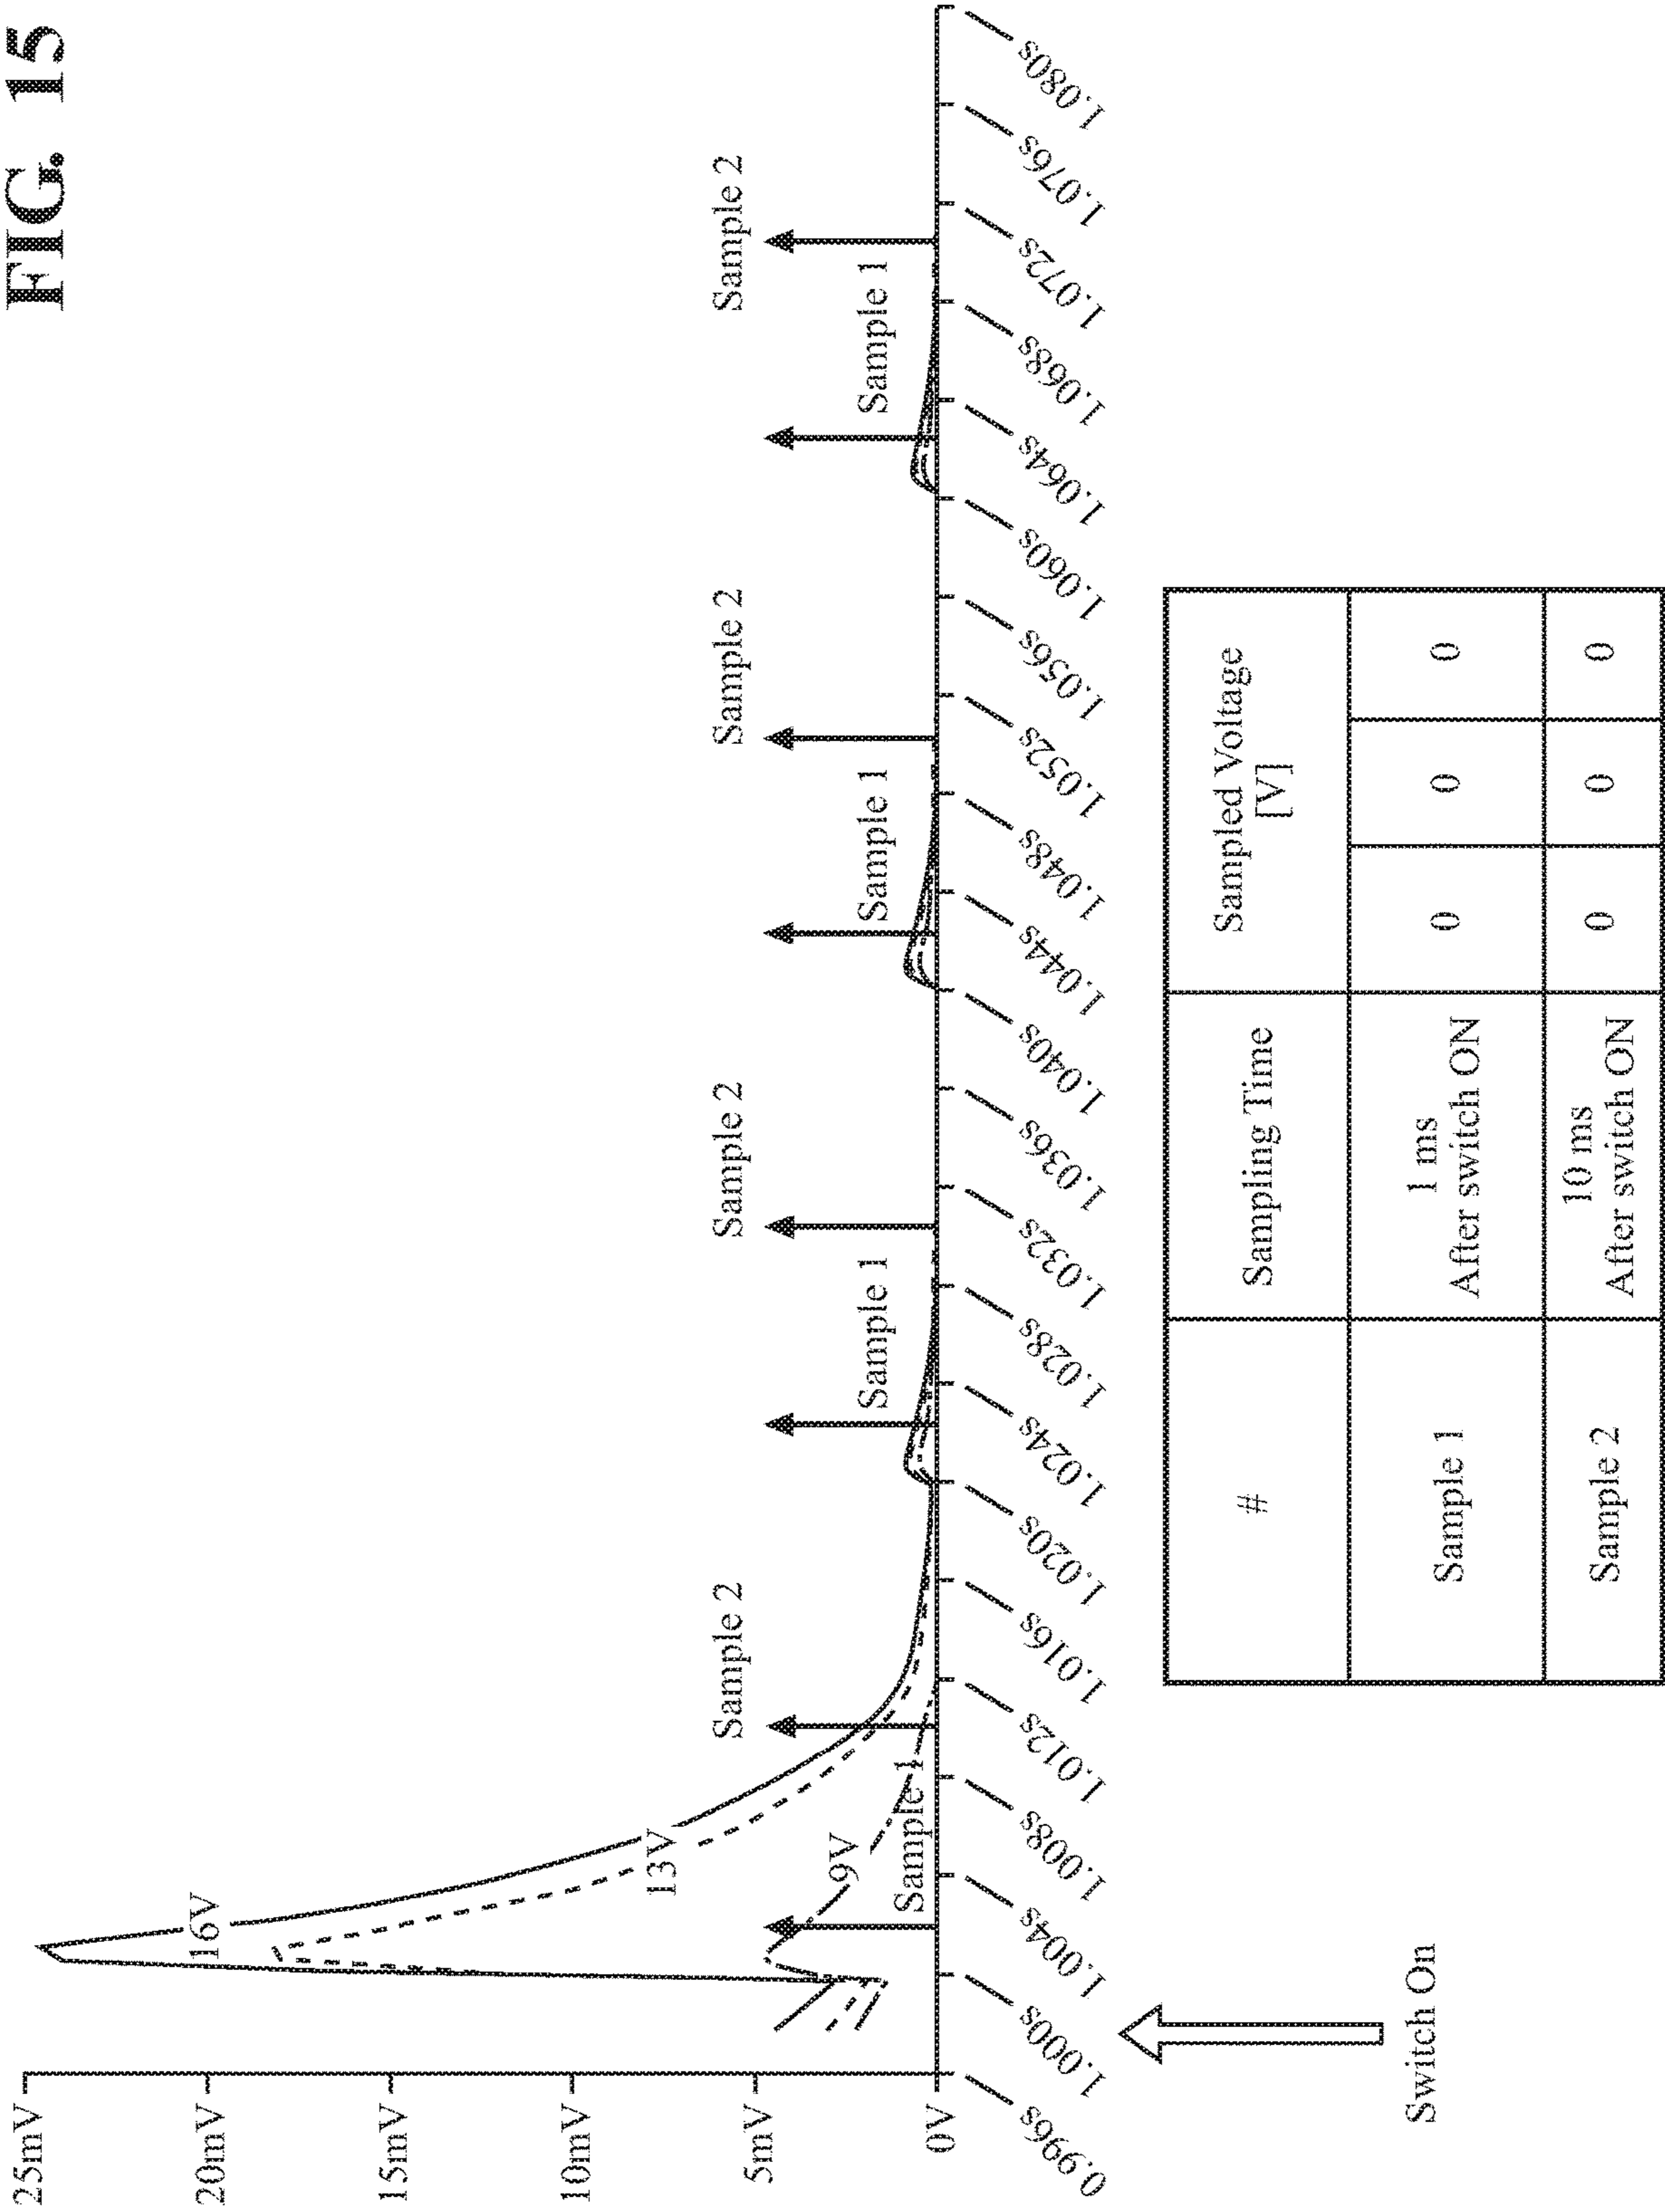 FIG. 15
25mV
20mV
15mV
10mV
5mV
0V
16V
13V
9V
Sample 1
Sample 2
Sample 1
Sample 2
Sample 1
Sample 2
Sample 1
Sample 2
0.996s
1.000s
1.004s
1.008s
1.012s
1.016s
1.020s
1.024s
1.028s
1.032s
1.036s
1.040s
1.044s
1.048s
1.052s
1.056s
1.060s
1.064s
1.068s
1.072s
1.076s
1.080s
Switch On
# Sampling Time Sampled Voltage
[V]
Sample 1 1 ms
After switch ON 0 0 0
Sample 2 10 ms
After switch ON 0 0 0